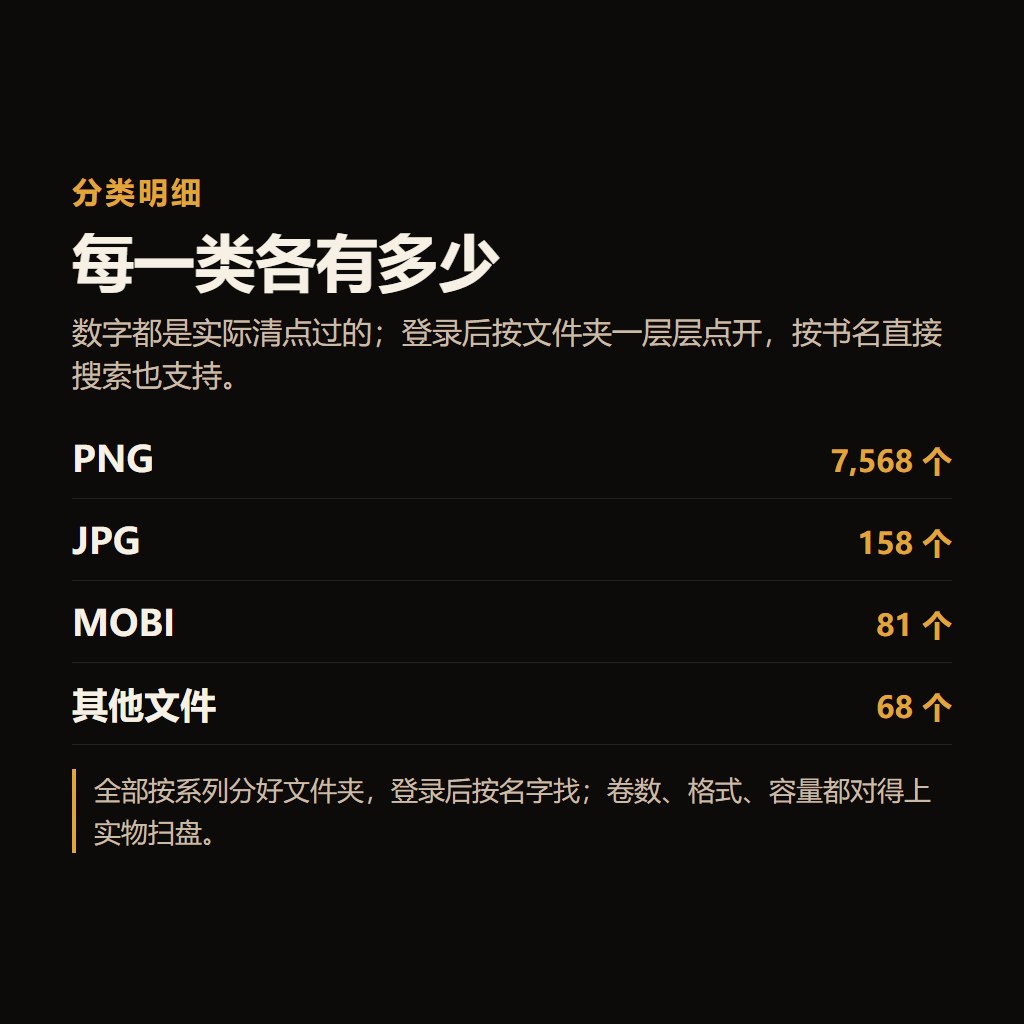 分类明细
每一类各有多少
数字都是实际清点过的；登录后按文件夹一层层点开，按书名直接
搜索也支持。
PNG 7,568 个
JPG 158 个
MOBI 81 个
其他文件 68 个
全部按系列分好文件夹，登录后按名字找；卷数、格式、容量都对得上
实物扫盘。